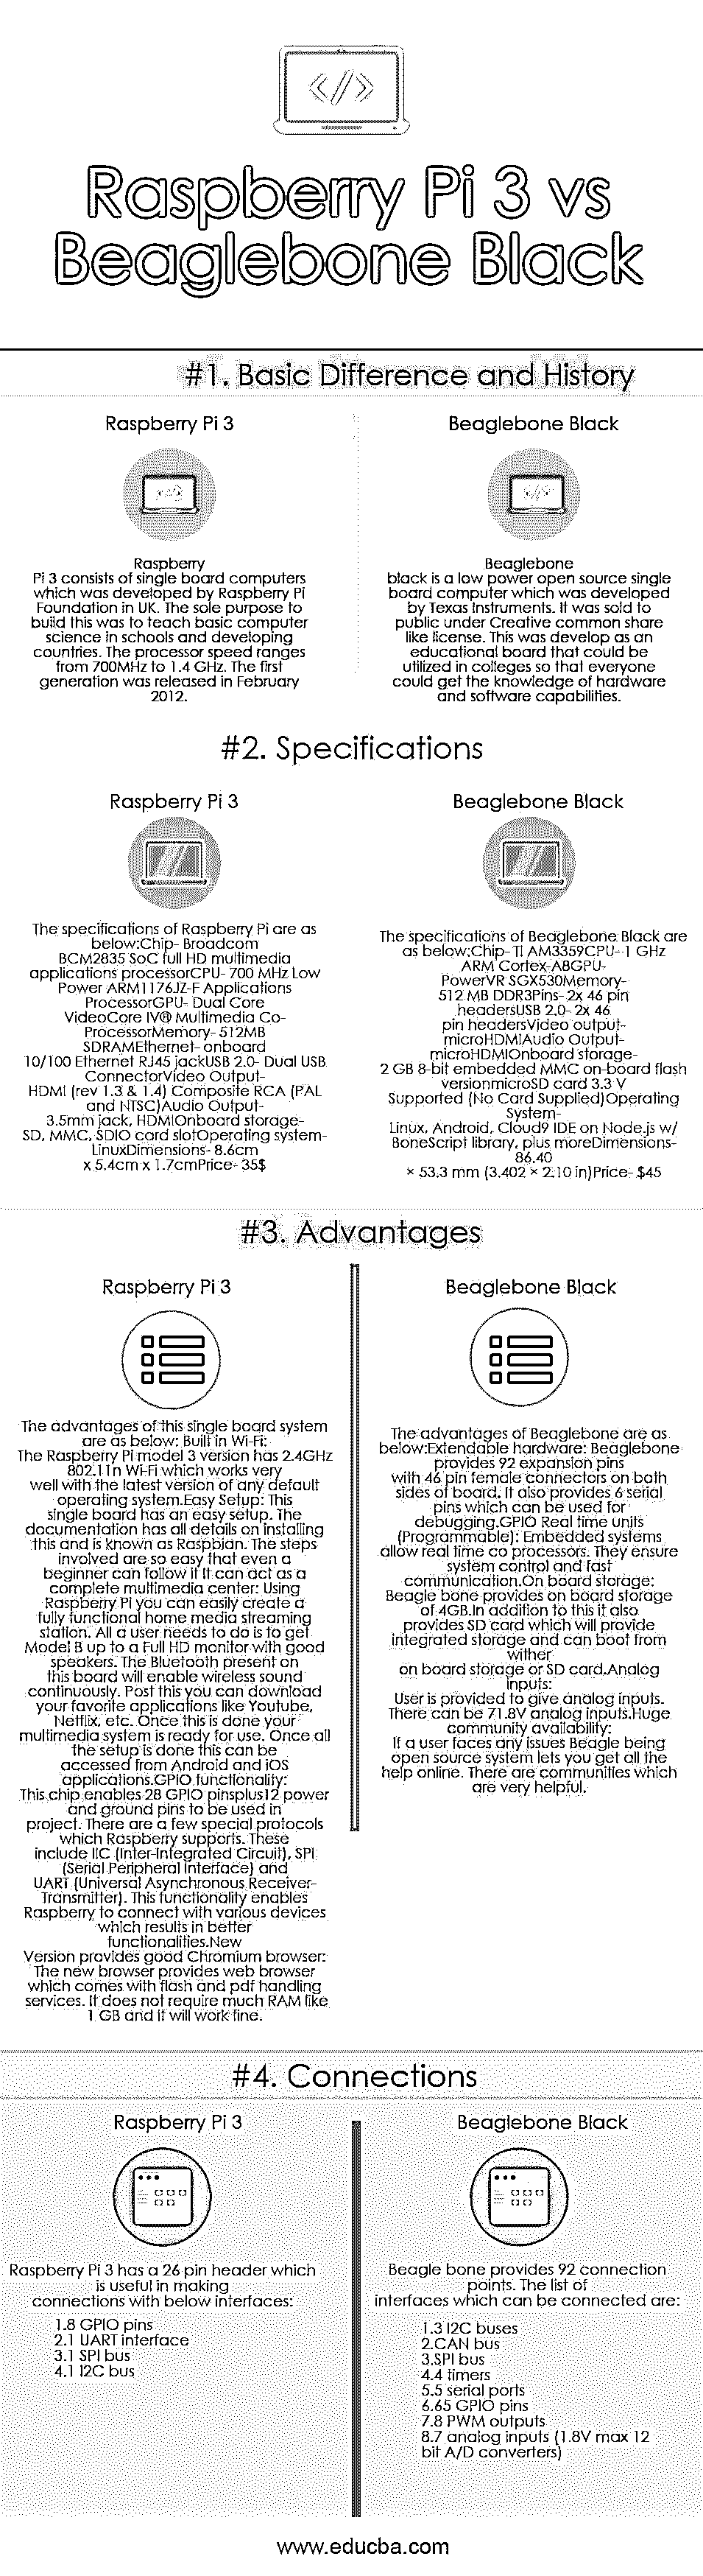 </>
Raspberry Pi 3 vs
Beaglebone Black
#1. Basic Difference and History
Raspberry Pi 3
Raspberry
Pi 3 consists of single board computers
which was developed by Raspberry Pi
Foundation in UK. The sole purpose to
build this was to teach basic computer
science in schools and developing
countries. The processor speed ranges
from 700MHz to 1.4 GHz. The first
generation was released in February
2012.
Beaglebone Black
Beaglebone
black is a low power open source single
board computer which was developed
by Texas Instruments. It was sold to
public under Creative common share
like license. This was develop as an
educational board that could be
utilized in colleges so that everyone
could get the knowledge of hardware
and software capabilities.
#2. Specifications
Raspberry Pi 3
The specifications of Raspberry Pi are as
below:Chip- Broadcom
BCM2835 SoC full HD multimedia
applications processorCPU- 700 MHz Low
Power ARM1176JZ-F Applications
ProcessorGPU- Dual Core
VideoCore IV® Multimedia Co-
ProcessorMemory- 512MB
SDRAMEthernet- onboard
10/100 Ethernet RJ45 jackUSB 2.0- Dual USB
ConnectorVideo Output-
HDMI (rev 1.3 & 1.4) Composite RCA (PAL
and NTSC)Audio Output-
3.5mm jack, HDMIOnboard storage-
SD, MMC, SDIO card slotOperating system-
LinuxDimensions- 8.6cm
x 5.4cm x 1.7cmPrice- 35$
Beaglebone Black
The specifications of Beaglebone Black are
as below:Chip- TI AM3359CPU- 1 GHz
ARM Cortex-A8GPU-
PowerVR SGX530Memory-
512 MB DDR3Pins- 2x 46 pin
headersUSB 2.0- 2x 46
pin headersVideo output-
microHDMIAudio Output-
microHDMIOnboard storage-
2 GB 8-bit embedded MMC on-board flash
versionmicroSD card 3.3 V
Supported (No Card Supplied)Operating
System-
Linux, Android, Cloud9 IDE on Node.js w/
BoneScript library, plus moreDimensions-
86.40
× 53.3 mm (3.402 × 2.10 in)Price- $45
#3. Advantages
Raspberry Pi 3
The advantages of this single board system
are as below: Built in Wi-Fi:
The Raspberry Pi model 3 version has 2.4GHz
802.11n Wi-Fi which works very
well with the latest version of any default
operating system.Easy Setup: This
single board has an easy setup. The
documentation has all details on installing
this and is known as Raspbian. The steps
involved are so easy that even a
beginner can follow it It can act as a
complete multimedia center: Using
Raspberry Pi you can easily create a
fully functional home media streaming
station. All a user needs to do is to get
Model B up to a Full HD monitor with good
speakers. The Bluetooth present on
this board will enable wireless sound
continuously. Post this you can download
your favorite applications like Youtube,
Netflix, etc. Once this is done your
multimedia system is ready for use. Once all
the setup is done this can be
accessed from Android and iOS
applications.GPIO functionality:
This chip enables 28 GPIO pinsplus12 power
and ground pins to be used in
project. There are a few special protocols
which Raspberry supports. These
include IIC (Inter-Integrated Circuit), SPI
(Serial Peripheral Interface) and
UART (Universal Asynchronous Receiver-
Transmitter). This functionality enables
Raspberry to connect with various devices
which results in better
functionalities.New
Version provides good Chromium browser:
The new browser provides web browser
which comes with flash and pdf handling
services. It does not require much RAM like
1 GB and it will work fine.
Beaglebone Black
The advantages of Beaglebone are as
below:Extendable hardware: Beaglebone
provides 92 expansion pins
with 46 pin female connectors on both
sides of board. It also provides 6 serial
pins which can be used for
debugging.GPIO Real time units
(Programmable): Embedded systems
allow real time co processors. They ensure
system control and fast
communication.On board storage:
Beagle bone provides on board storage
of 4GB.In addition to this it also
provides SD card which will provide
integrated storage and can boot from
wither
on board storage or SD card.Analog
inputs:
User is provided to give analog inputs.
There can be 71.8V analog inputs.Huge
community availability:
If a user faces any issues Beagle being
open source system lets you get all the
help online. There are communities which
are very helpful.
#4. Connections
Raspberry Pi 3
Raspberry Pi 3 has a 26 pin header which
is useful in making
connections with below interfaces:
1.8 GPIO pins
2.1 UART interface
3.1 SPI bus
4.1 I2C bus
Beaglebone Black
Beagle bone provides 92 connection
points. The list of
interfaces which can be connected are:
1.3 I2C buses
2.CAN bus
3.SPI bus
4.4 timers
5.5 serial ports
6.65 GPIO pins
7.8 PWM outputs
8.7 analog inputs (1.8V max 12
bit A/D converters)
www.educba.com